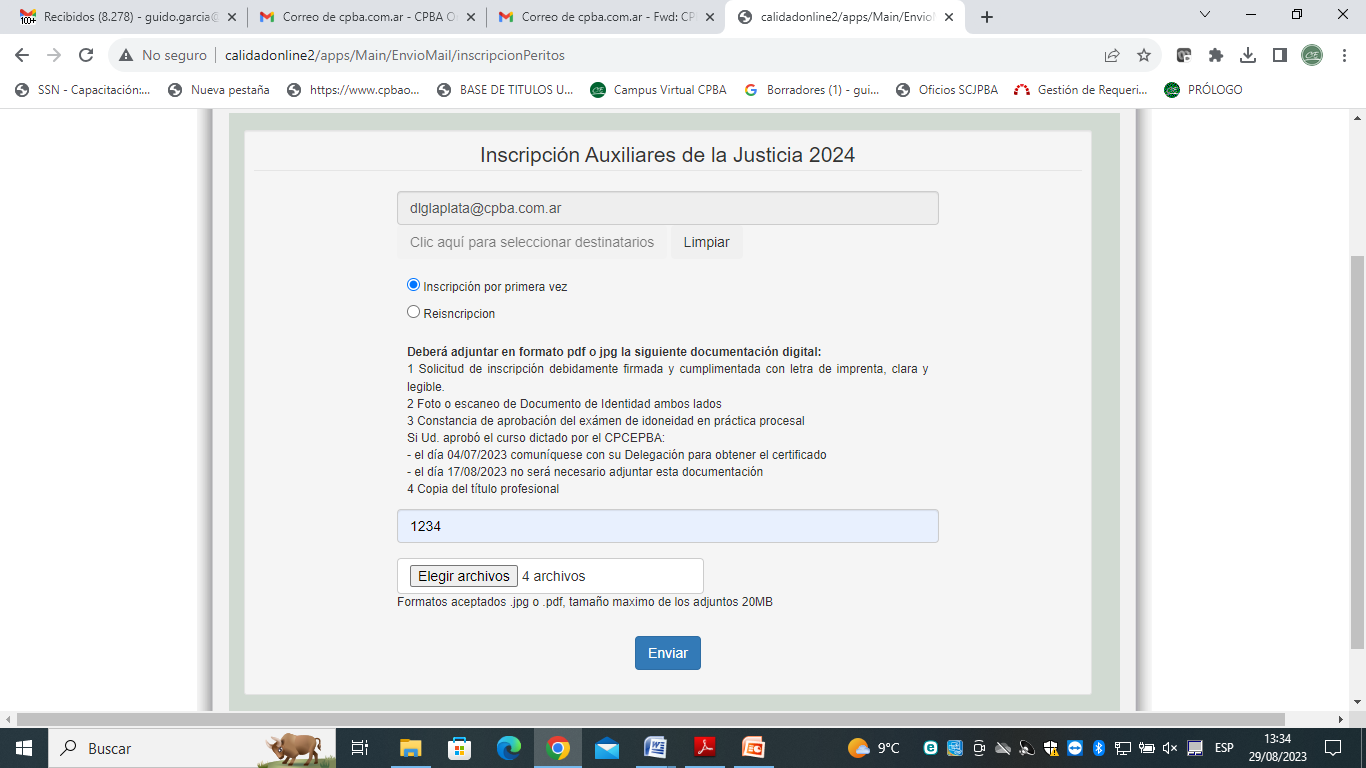 Recibidos (8.278) - guido.garcia@
Correo de cpba.com.ar - CPBA O
Correo de cpba.com.ar - Fwd: CP
calidadonline2/apps/Main/EnvioM
No seguro
calidadonline2/apps/Main/EnvioMail/inscripcionPeritos
SSN - Capacitación:...
Nueva pestaña
https://www.cpbao...
BASE DE TITULOS U...
Campus Virtual CPBA
Borradores (1) - gui...
Oficios SCJPBA
Gestión de Requeri...
PRÓLOGO
Inscripción Auxiliares de la Justicia 2024
dlglaplata@cpba.com.ar
Clic aquí para seleccionar destinatarios
Limpiar
Inscripción por primera vez
Reisncripcion
Deberá adjuntar en formato pdf o jpg la siguiente documentación digital:
1 Solicitud de inscripción debidamente firmada y cumplimentada con letra de imprenta, clara y
legible.
2 Foto o escaneo de Documento de Identidad ambos lados
3 Constancia de aprobación del exámen de idoneidad en práctica procesal
Si Ud. aprobó el curso dictado por el CPCEPBA:
- el día 04/07/2023 comuníquese con su Delegación para obtener el certificado
- el día 17/08/2023 no será necesario adjuntar esta documentación
4 Copia del título profesional
1234
Elegir archivos 4 archivos
Formatos aceptados .jpg o .pdf, tamaño maximo de los adjuntos 20MB
Enviar
Buscar
9°C
ESP
13:34
29/08/2023